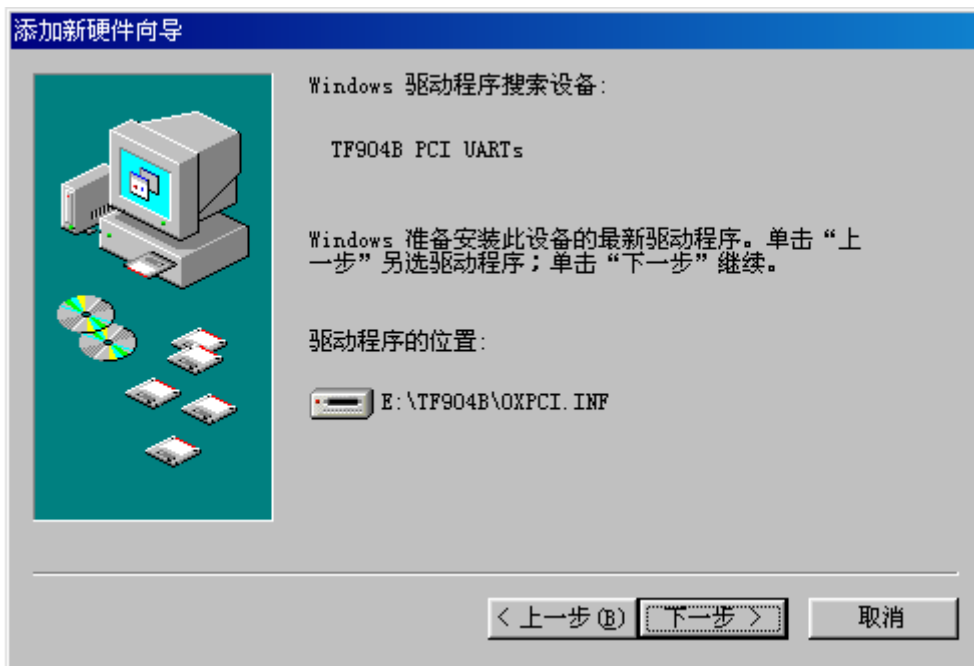 添加新硬件向导
Windows 驱动程序搜索设备:
TF904B PCI UARTs
Windows 准备安装此设备的最新驱动程序。单击“上
一步”另选驱动程序；单击“下一步”继续。
驱动程序的位置:
E:\TF904B\OXPCI.INF
< 上一步(B) 下一步 > 取消